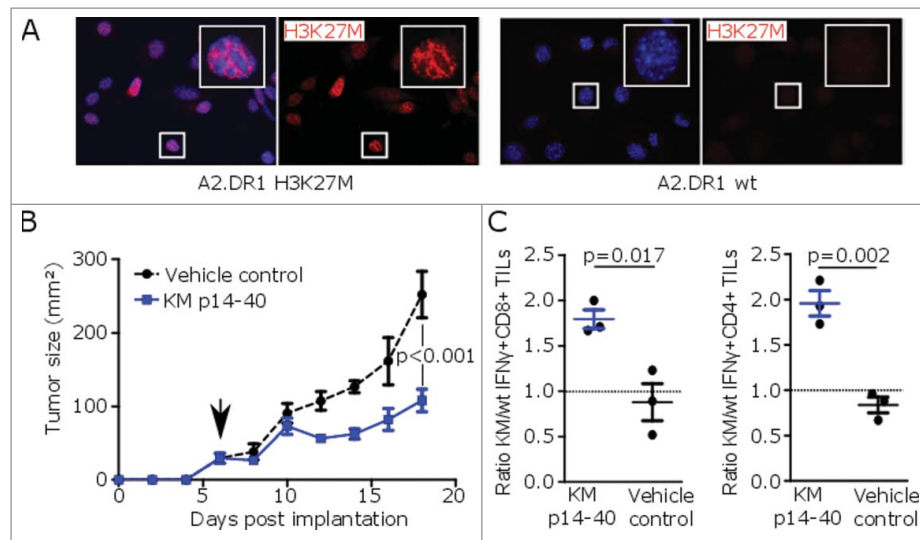 A
H3K27M
H3K27M
A2.DR1 H3K27M
A2.DR1 wt
B
Tumor size (mm²)
300
200
100
0
Vehicle control
KM p14-40
p<0.001
0
5
10
15
20
Days post implantation
C
Ratio KM/wt IFNγ+CD8+ TILs
2.5
2.0
1.5
1.0
0.5
0.0
p=0.017
KM
p14-40
Vehicle
control
Ratio KM/wt IFNγ+CD4+ TILs
2.5
2.0
1.5
1.0
0.5
0.0
p=0.002
KM
p14-40
Vehicle
control